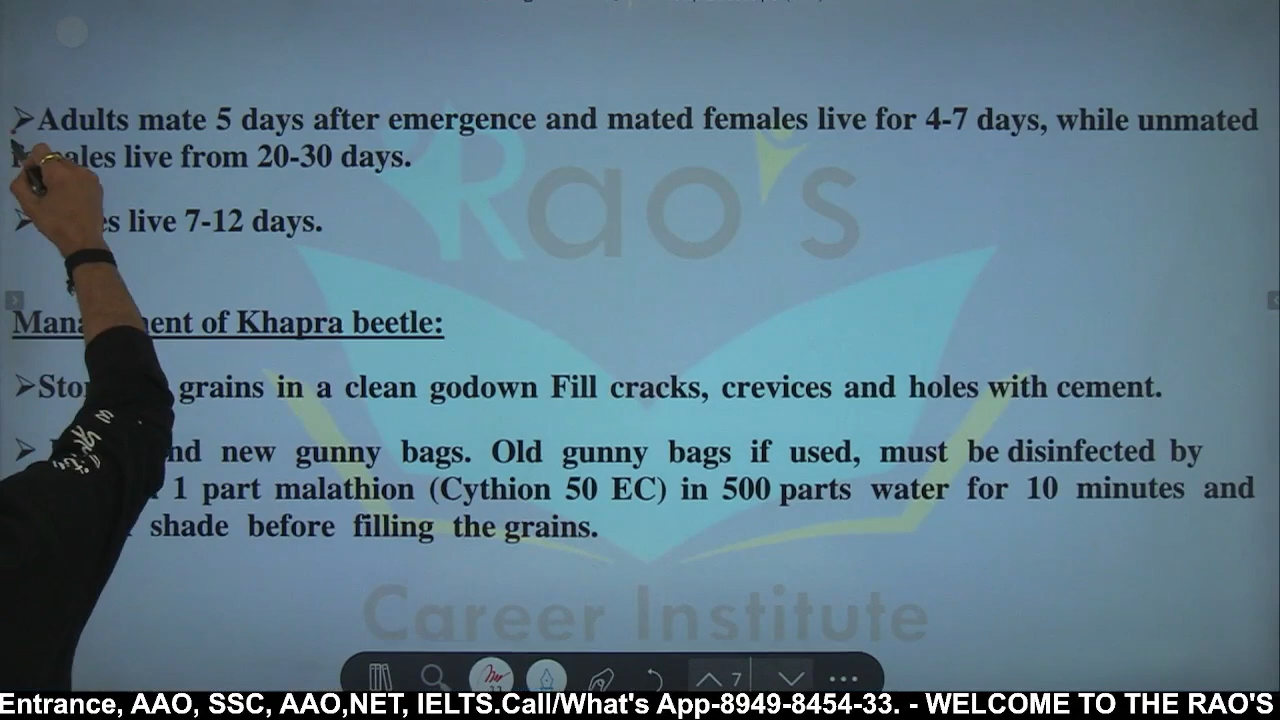 ➢Adults mate 5 days after emergence and mated females live for 4-7 days, while unmated
live from 20-30 days.
➢ live 7-12 days.
Management of Khapra beetle:
➢ grains in a clean godown Fill cracks, crevices and holes with cement.
➢ new gunny bags. Old gunny bags if used, must be disinfected by
1 part malathion (Cythion 50 EC) in 500 parts water for 10 minutes and
shade before filling the grains.
Rao's
Career Institute
7
Entrance, AAO, SSC, AAO,NET, IELTS.Call/What's App-8949-8454-33. - WELCOME TO THE RAO'S